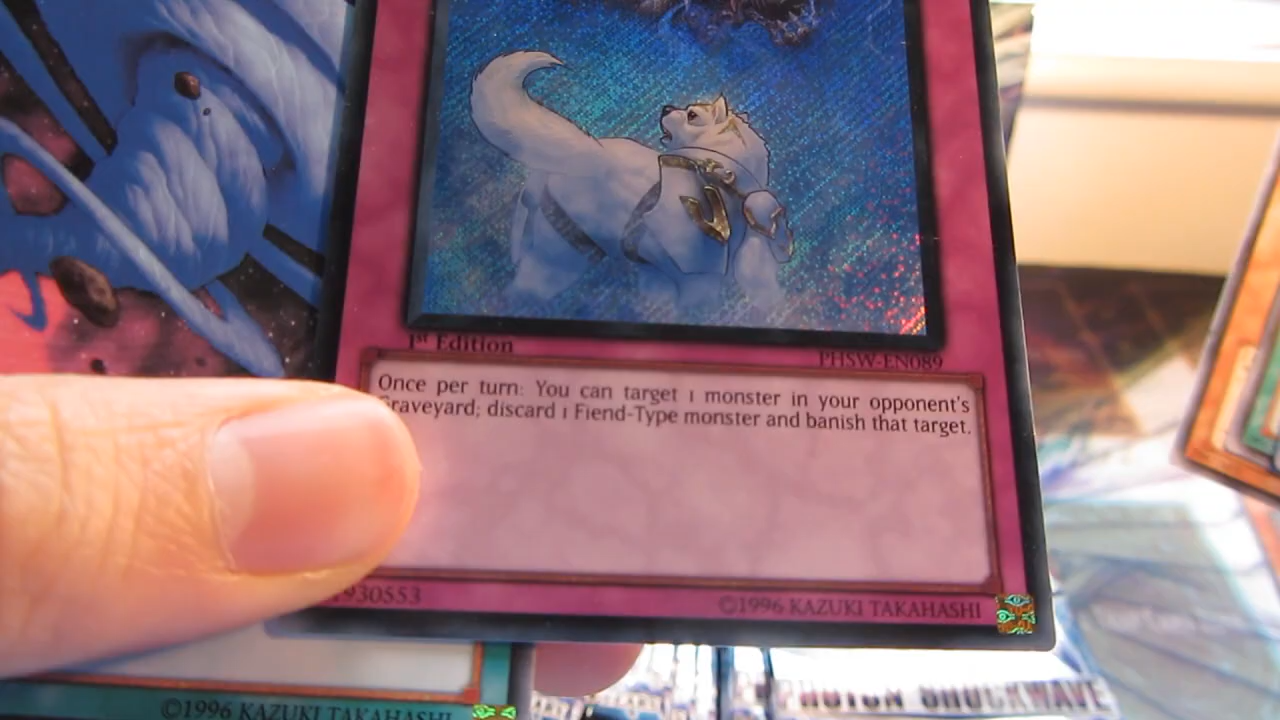 1st Edition
PHSW-EN089
Once per turn: You can target 1 monster in your opponent's
Graveyard; discard 1 Fiend-Type monster and banish that target.
930553
©1996 KAZUKI TAKAHASHI
©1996 KAZUKI TAKAHASHI
SHOCKWAVE